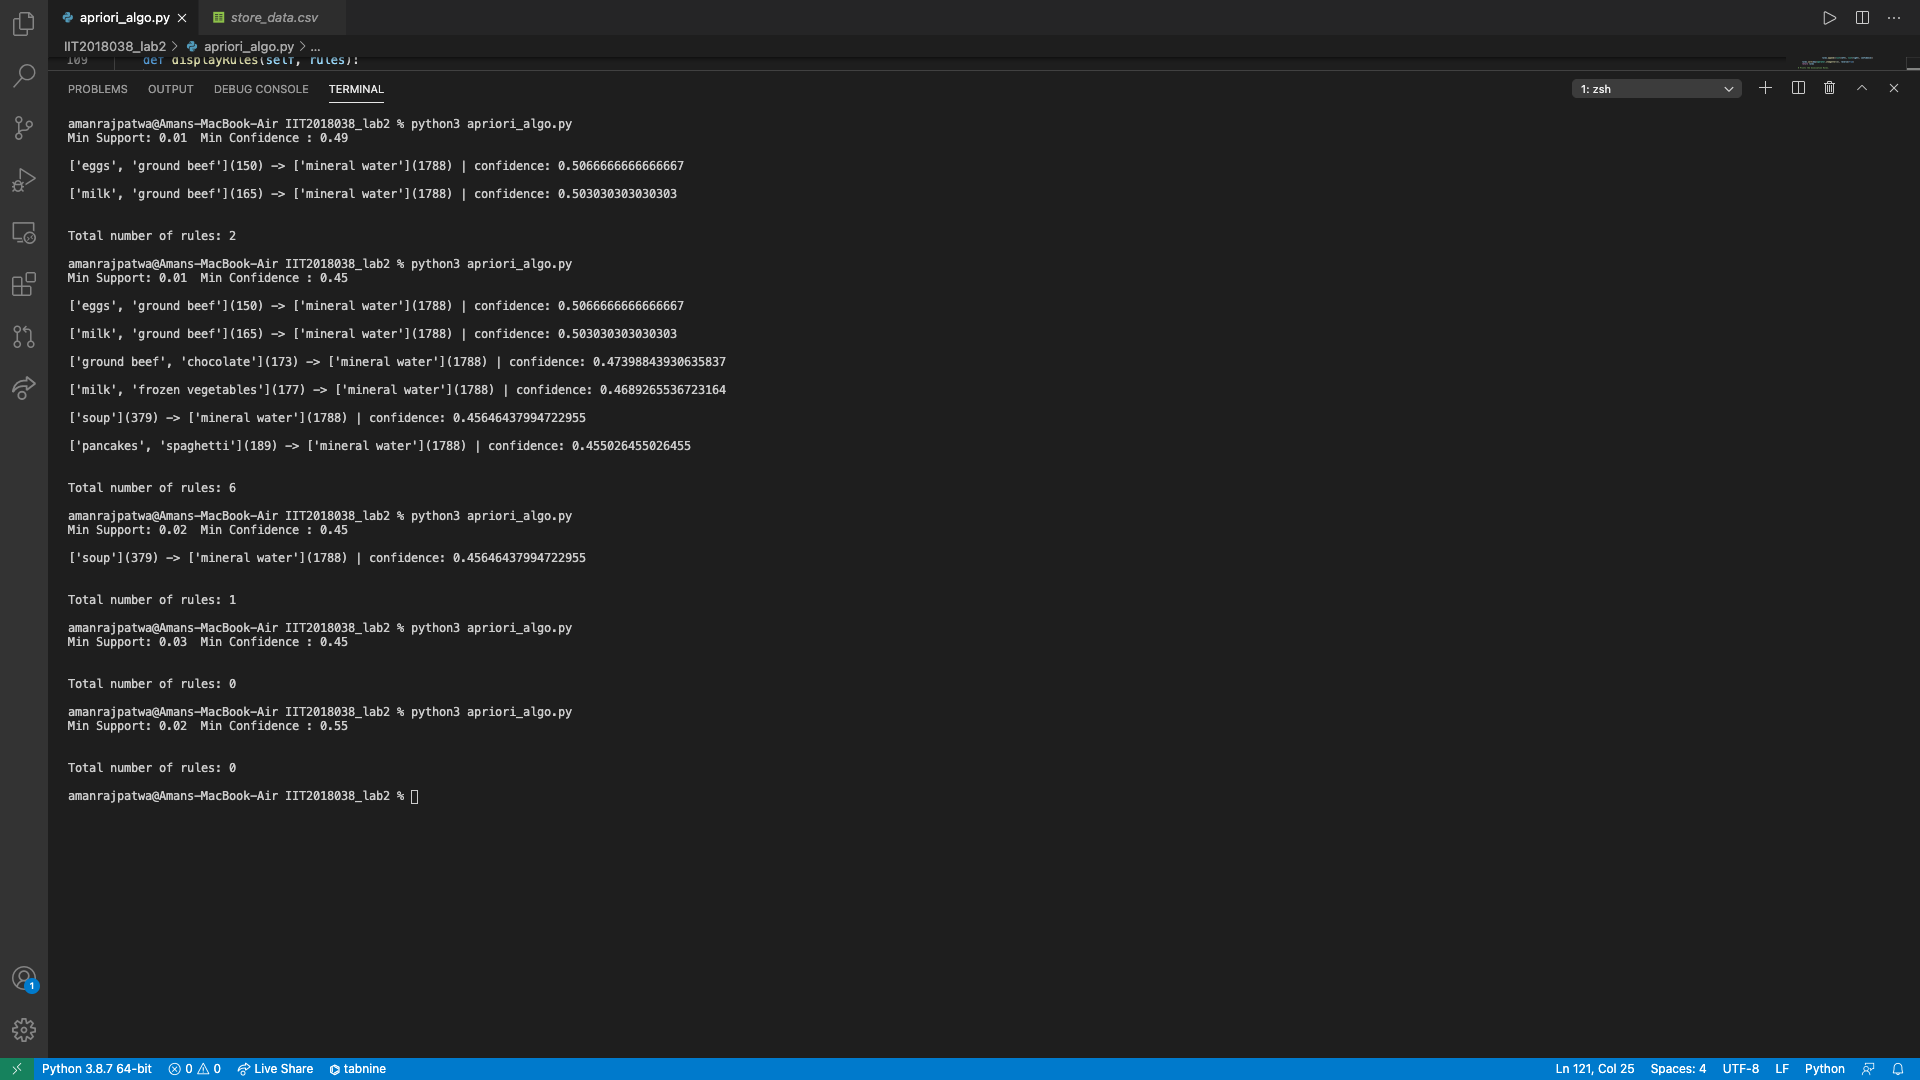 apriori_algo.py
store_data.csv
IIT2018038_lab2 > apriori_algo.py > ...
109 def displayRules(self, rules):
PROBLEMS OUTPUT DEBUG CONSOLE TERMINAL
1: zsh
amanrajpatwa@Amans-MacBook-Air IIT2018038_lab2 % python3 apriori_algo.py
Min Support: 0.01  Min Confidence : 0.49
['eggs', 'ground beef'](150) -> ['mineral water'](1788) | confidence: 0.5066666666666667
['milk', 'ground beef'](165) -> ['mineral water'](1788) | confidence: 0.503030303030303
Total number of rules: 2
amanrajpatwa@Amans-MacBook-Air IIT2018038_lab2 % python3 apriori_algo.py
Min Support: 0.01  Min Confidence : 0.45
['eggs', 'ground beef'](150) -> ['mineral water'](1788) | confidence: 0.5066666666666667
['milk', 'ground beef'](165) -> ['mineral water'](1788) | confidence: 0.503030303030303
['ground beef', 'chocolate'](173) -> ['mineral water'](1788) | confidence: 0.47398843930635837
['milk', 'frozen vegetables'](177) -> ['mineral water'](1788) | confidence: 0.4689265536723164
['soup'](379) -> ['mineral water'](1788) | confidence: 0.45646437994722955
['pancakes', 'spaghetti'](189) -> ['mineral water'](1788) | confidence: 0.455026455026455
Total number of rules: 6
amanrajpatwa@Amans-MacBook-Air IIT2018038_lab2 % python3 apriori_algo.py
Min Support: 0.02  Min Confidence : 0.45
['soup'](379) -> ['mineral water'](1788) | confidence: 0.45646437994722955
Total number of rules: 1
amanrajpatwa@Amans-MacBook-Air IIT2018038_lab2 % python3 apriori_algo.py
Min Support: 0.03  Min Confidence : 0.45
Total number of rules: 0
amanrajpatwa@Amans-MacBook-Air IIT2018038_lab2 % python3 apriori_algo.py
Min Support: 0.02  Min Confidence : 0.55
Total number of rules: 0
amanrajpatwa@Amans-MacBook-Air IIT2018038_lab2 %
1
Python 3.8.7 64-bit 0 0 Live Share tabnine Ln 121, Col 25 Spaces: 4 UTF-8 LF Python